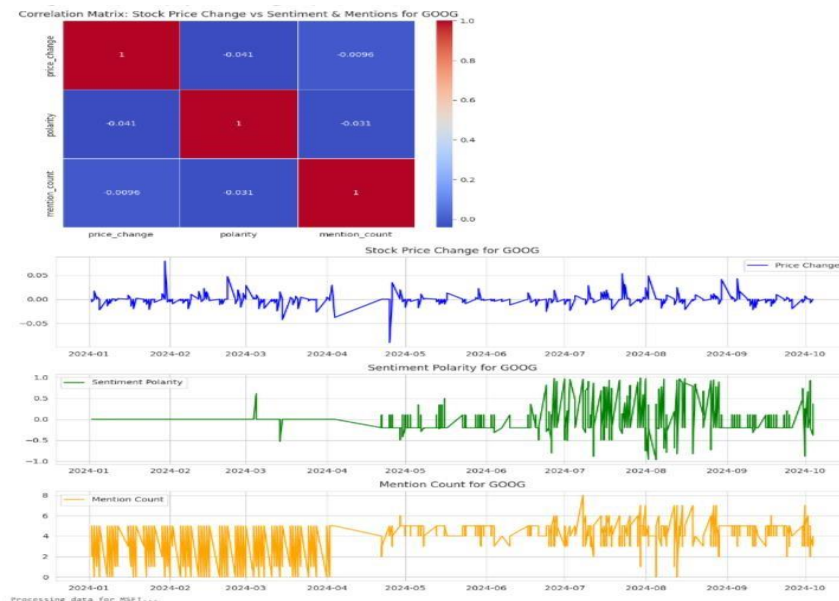 Correlation Matrix: Stock Price Change vs Sentiment & Mentions for GOOG
price_change
1
-0.041
-0.0096
polarity
-0.041
1
-0.031
mention_count
-0.0096
-0.031
1
price_change polarity mention_count
1.0
0.8
0.6
0.4
0.2
0.0
Stock Price Change for GOOG
Price Change
0.05
0.00
-0.05
2024-01 2024-02 2024-03 2024-04 2024-05 2024-06 2024-07 2024-08 2024-09 2024-10
Sentiment Polarity for GOOG
Sentiment Polarity
1.0
0.5
0.0
-0.5
-1.0
2024-01 2024-02 2024-03 2024-04 2024-05 2024-06 2024-07 2024-08 2024-09 2024-10
Mention Count for GOOG
Mention Count
8
6
4
2
0
2024-01 2024-02 2024-03 2024-04 2024-05 2024-06 2024-07 2024-08 2024-09 2024-10
Processing data for